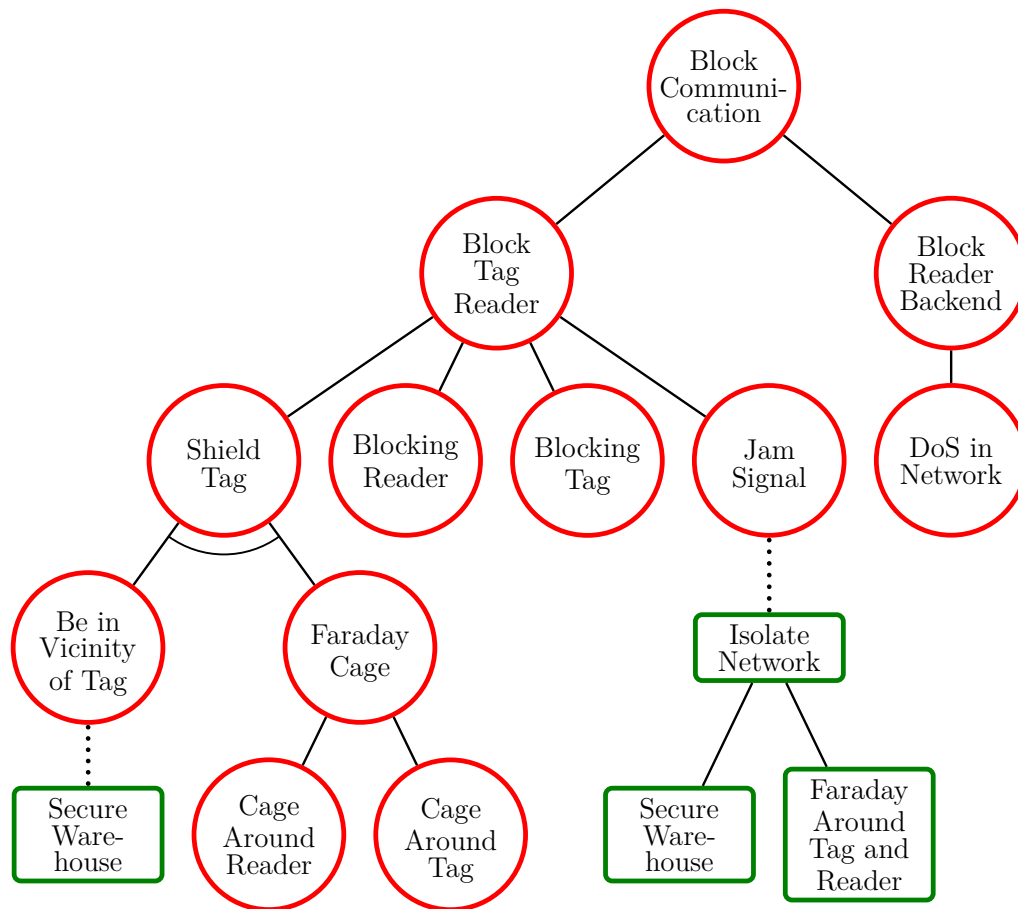 Block
Communi-
cation
Block
Tag
Reader
Block
Reader
Backend
Shield
Tag
Blocking
Reader
Blocking
Tag
Jam
Signal
DoS in
Network
Be in
Vicinity
of Tag
Faraday
Cage
Isolate
Network
Secure
Ware-
house
Cage
Around
Reader
Cage
Around
Tag
Secure
Ware-
house
Faraday
Around
Tag and
Reader